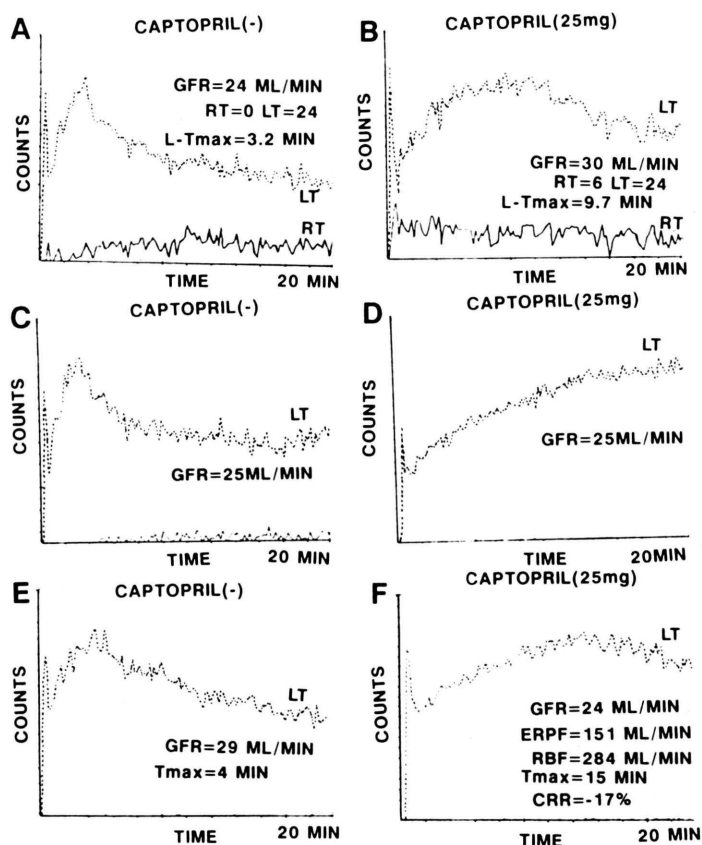 A
CAPTOPRIL(-)
COUNTS
GFR=24 ML/MIN
RT=0 LT=24
L-Tmax=3.2 MIN
LT
RT
TIME
20 MIN
B
CAPTOPRIL(25mg)
COUNTS
LT
GFR=30 ML/MIN
RT=6 LT=24
L-Tmax=9.7 MIN
RT
TIME
20 MIN
C
CAPTOPRIL(-)
COUNTS
LT
GFR=25ML/MIN
TIME
20 MIN
D
CAPTOPRIL(25mg)
COUNTS
LT
GFR=25ML/MIN
TIME
20MIN
E
CAPTOPRIL(-)
COUNTS
LT
GFR=29 ML/MIN
Tmax=4 MIN
TIME
20 MIN
F
CAPTOPRIL(25mg)
COUNTS
LT
GFR=24 ML/MIN
ERPF=151 ML/MIN
RBF=284 ML/MIN
Tmax=15 MIN
CRR=-17%
TIME
20 MIN